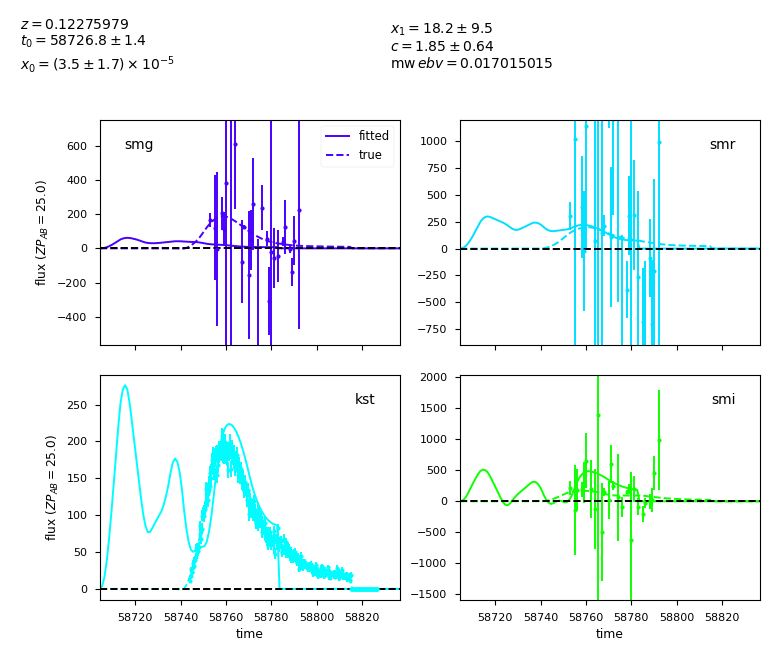 z = 0.12275979
t₀ = 58726.8 ± 1.4
x₀ = (3.5 ± 1.7) × 10⁻⁵
x₁ = 18.2 ± 9.5
c = 1.85 ± 0.64
mw ebv = 0.017015015
smg
fitted
true
600
400
200
0
−200
−400
flux (ZP_AB = 25.0)
smr
1000
750
500
250
0
−250
−500
−750
kst
250
200
150
100
50
0
flux (ZP_AB = 25.0)
58720 58740 58760 58780 58800 58820
time
smi
2000
1500
1000
500
0
−500
−1000
−1500
58720 58740 58760 58780 58800 58820
time